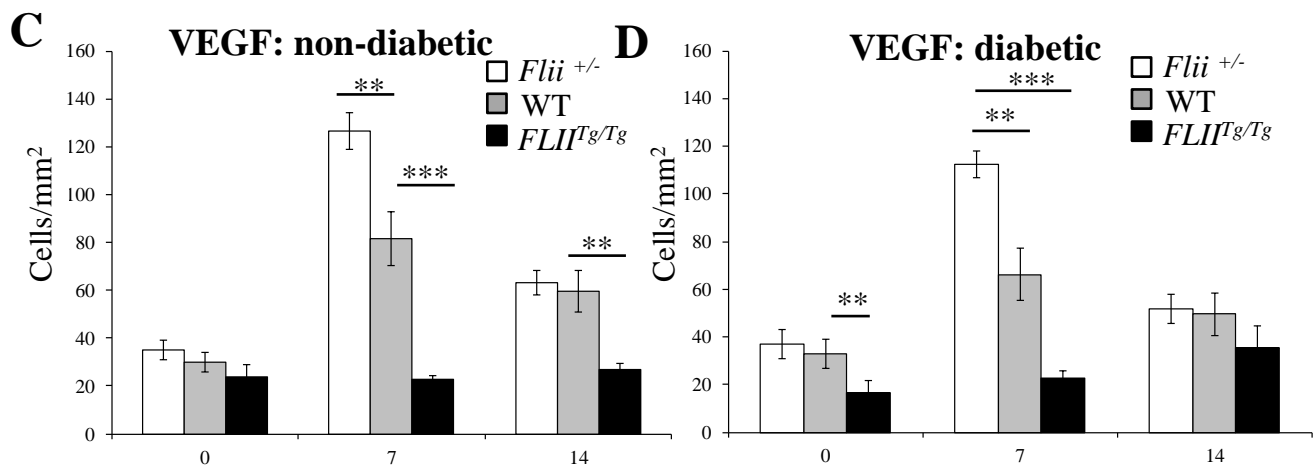 C
VEGF: non-diabetic
Cells/mm²
160
140
120
100
80
60
40
20
0
Flii +/-
WT
FLIITg/Tg
**
***
**
0 7 14
D
VEGF: diabetic
Cells/mm²
160
140
120
100
80
60
40
20
0
Flii +/-
WT
FLIITg/Tg
***
**
**
0 7 14